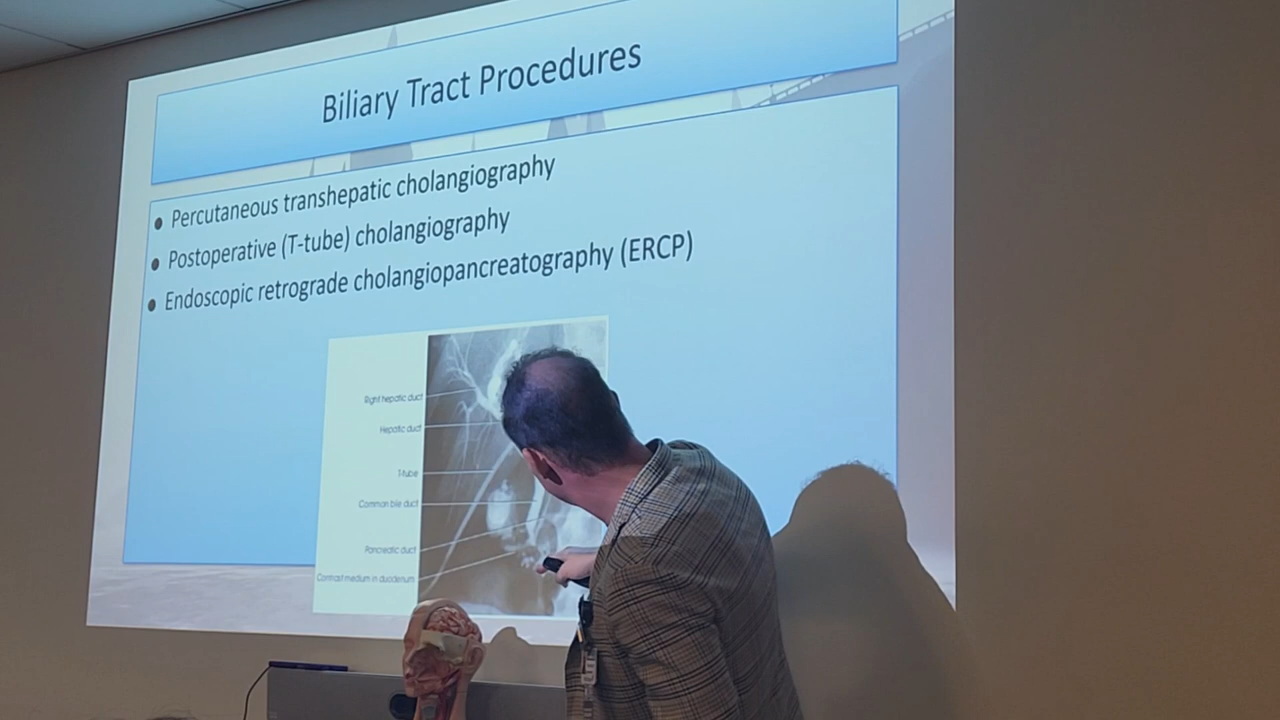 Biliary Tract Procedures
Percutaneous transhepatic cholangiography
Postoperative (T-tube) cholangiography
Endoscopic retrograde cholangiopancreatography (ERCP)
Right hepatic duct
Hepatic duct
T-tube
Common bile duct
Pancreatic duct
Contrast medium in duodenum